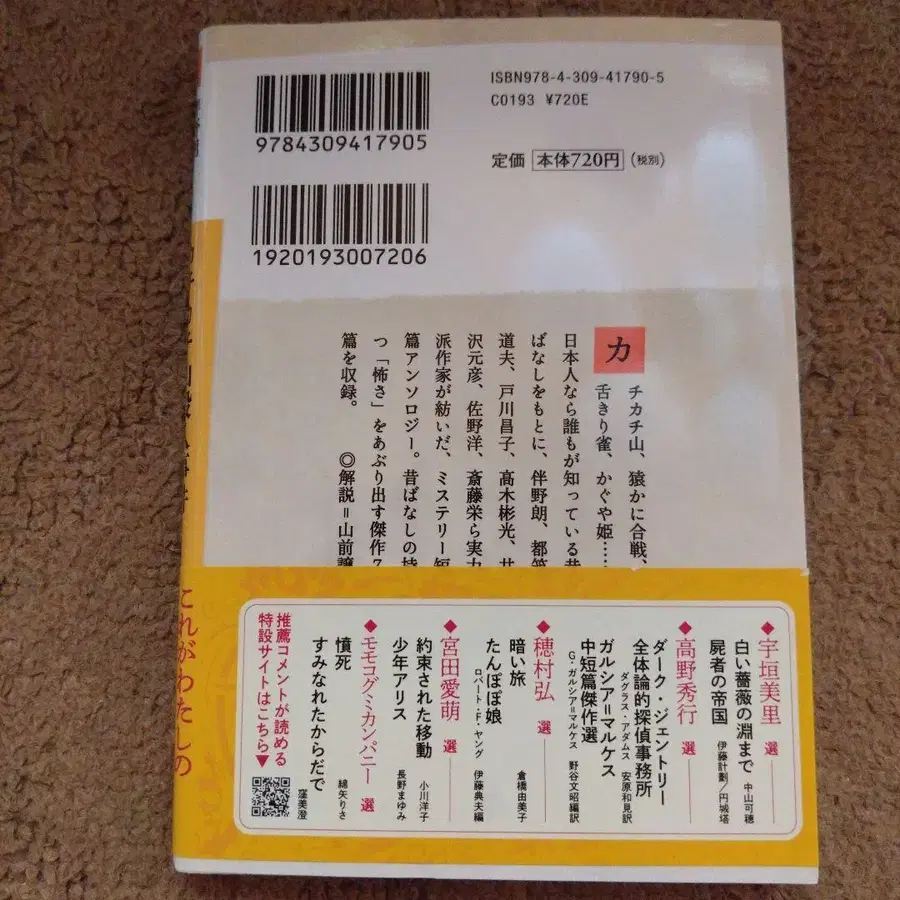 ISBN978-4-309-41790-5
C0193 ¥720E
9784309417905
定価 本体720円(税別)
1920193007206
カチカチ山、猿かに合戦、
舌きり雀、かぐや姫……
日本人なら誰もが知っている昔
ばなしをもとに、伴野朗、都筑
道夫、戸川昌子、高木彬光、井
沢元彦、佐野洋、斎藤栄ら実力
派作家が紡いだ、ミステリー短
篇アンソロジー。昔ばなしの持
つ「怖さ」をあぶり出す傑作7
篇を収録。
◎解説=山前譲
◆宇垣美里 選
白い薔薇の淵まで 中山可穂
屍者の帝国 伊藤計劃/円城塔
◆高野秀行 選
ダーク・ジェントリー
全体論的探偵事務所
ダグラス・アダムス 安原和見訳
ガルシア=マルケス
中短篇傑作選
G・ガルシア=マルケス 野谷文昭編訳
◆穂村弘 選
暗い旅 倉橋由美子
たんぽぽ娘
ロバート・F・ヤング 伊藤典夫編
◆宮田愛萌 選
約束された移動 小川洋子
少年アリス 長野まゆみ
◆モモコグミカンパニー 選
憤死 綿矢りさ
すみなれたからだで 窪美澄
推薦コメントが読める
特設サイトはこちら▼
これがわたしの